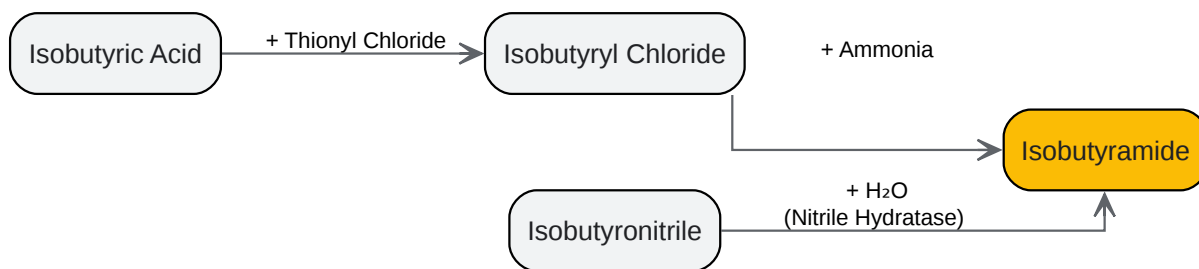 Isobutyric Acid
+ Thionyl Chloride
Isobutyryl Chloride
+ Ammonia
Isobutyramide
Isobutyronitrile
+ H₂O
(Nitrile Hydratase)